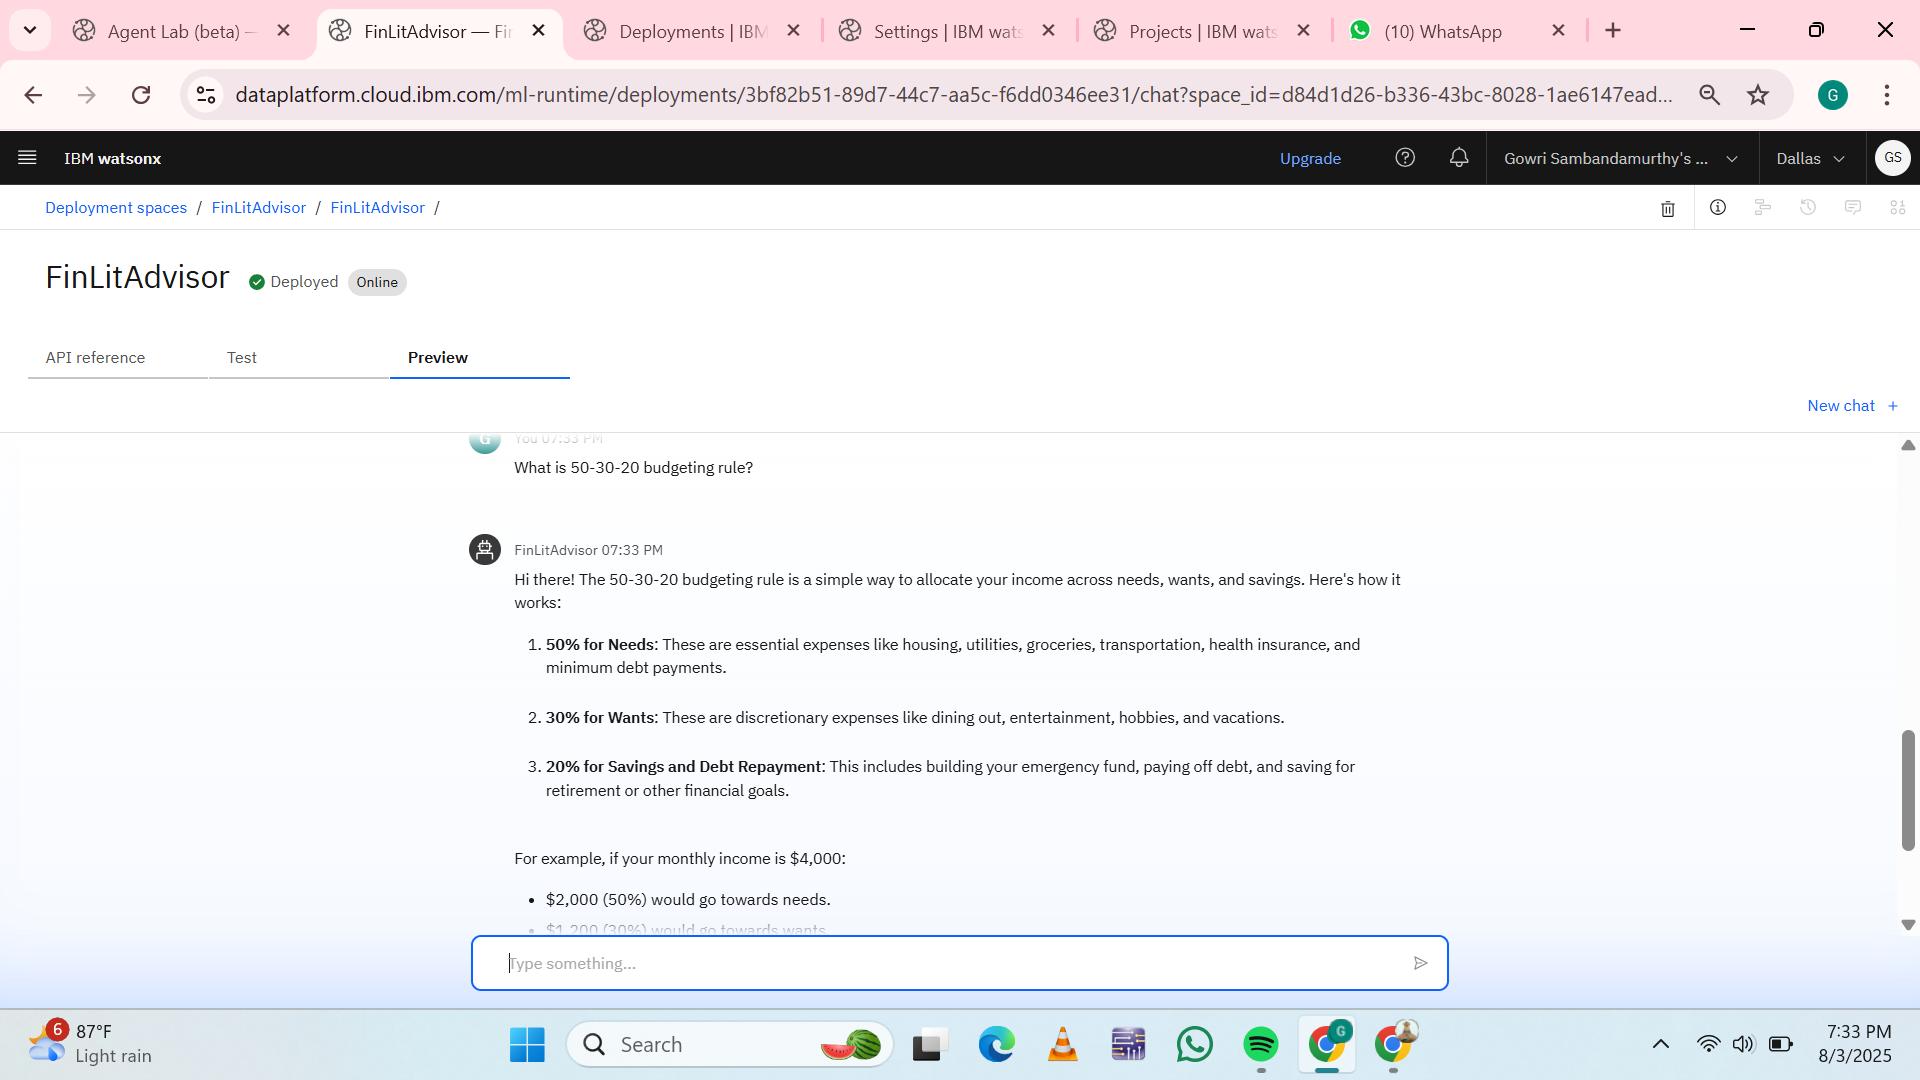 Agent Lab (beta) —
FinLitAdvisor — Fi
Deployments | IBM
Settings | IBM wats
Projects | IBM wats
(10) WhatsApp
dataplatform.cloud.ibm.com/ml-runtime/deployments/3bf82b51-89d7-44c7-aa5c-f6dd0346ee31/chat?space_id=d84d1d26-b336-43bc-8028-1ae6147ead...
G
IBM watsonx
Upgrade
Gowri Sambandamurthy's ...
Dallas
GS
Deployment spaces / FinLitAdvisor / FinLitAdvisor /
FinLitAdvisor
Deployed
Online
API reference
Test
Preview
New chat +
G
You 07:33 PM
What is 50-30-20 budgeting rule?
FinLitAdvisor 07:33 PM
Hi there! The 50-30-20 budgeting rule is a simple way to allocate your income across needs, wants, and savings. Here's how it
works:
1. 50% for Needs: These are essential expenses like housing, utilities, groceries, transportation, health insurance, and
minimum debt payments.
2. 30% for Wants: These are discretionary expenses like dining out, entertainment, hobbies, and vacations.
3. 20% for Savings and Debt Repayment: This includes building your emergency fund, paying off debt, and saving for
retirement or other financial goals.
For example, if your monthly income is $4,000:
• $2,000 (50%) would go towards needs.
• $1,200 (30%) would go towards wants.
Type something...
6
87°F
Light rain
Search
G
7:33 PM
8/3/2025